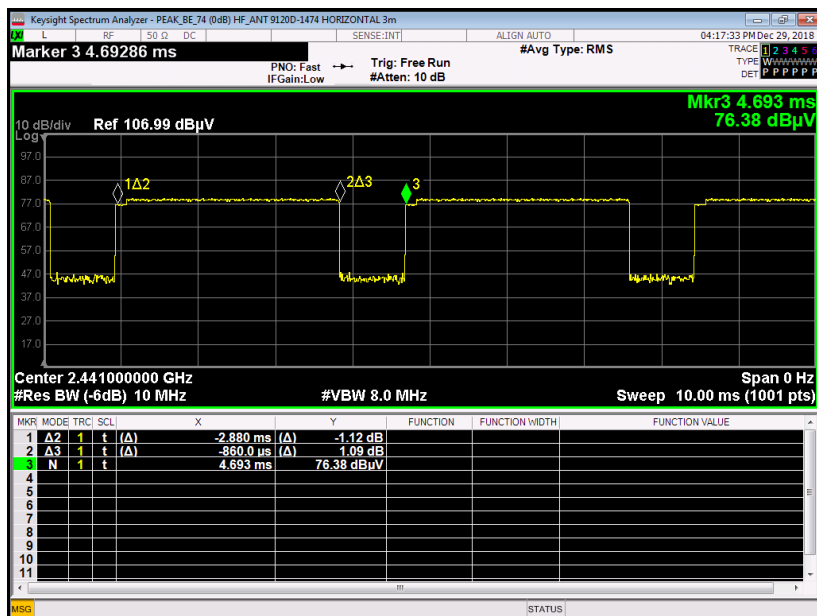 Keysight Spectrum Analyzer - PEAK_BE_74 (0dB) HF_ANT 9120D-1474 HORIZONTAL 3m
LXI L RF 50 Ω DC SENSE:INT ALIGN AUTO 04:17:33 PM Dec 29, 2018
Marker 3 4.69286 ms
PNO: Fast
IFGain:Low
Trig: Free Run
#Atten: 10 dB
#Avg Type: RMS
TRACE 1 2 3 4 5 6
TYPE WWWWWW
DET P P P P P P
Mkr3 4.693 ms
76.38 dBµV
10 dB/div
Log
Ref 106.99 dBµV
97.0
87.0
77.0
67.0
57.0
47.0
37.0
27.0
17.0
1Δ2
2Δ3
3
Center 2.441000000 GHz Span 0 Hz
#Res BW (-6dB) 10 MHz #VBW 8.0 MHz Sweep 10.00 ms (1001 pts)
MKR MODE TRC SCL X Y FUNCTION FUNCTION WIDTH FUNCTION VALUE
1 Δ2 1 t (Δ) -2.880 ms (Δ) -1.12 dB
2 Δ3 1 t (Δ) -860.0 µs (Δ) 1.09 dB
3 N 1 t 4.693 ms 76.38 dBµV
4
5
6
7
8
9
10
11
MSG STATUS